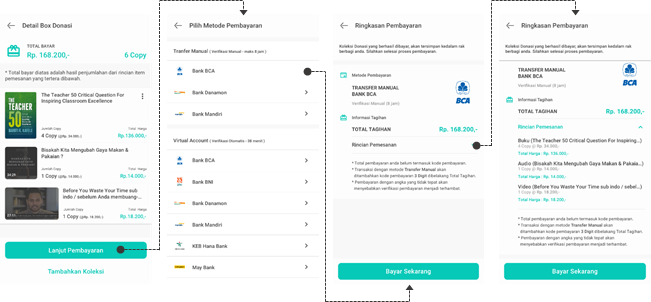 Detail Box Donasi
TOTAL BAYAR
Rp. 168.200,-
6 Copy
* Total bayar diatas adalah hasil penjumlahan dari rincian item
pemesanan yang tertera dibawah.
The Teacher 50 Critical Question For
Inspiring Classroom Excellence
THE TEACHER
50
Jumlah Copy
Total Harga
4 Copy (@Rp. 34.000)
Rp.136.000,-
Bisakah Kita Mengubah Gaya Makan &
Pakaian.?
34:31
Jumlah Copy
Total Harga
1 Copy (@Rp. 14.000)
Rp 14.000,-
Before You Waste Your Time sub
indo / sebelum Anda membuang-...
27:11
Jumlah Copy
Total Harga
1 Copy (@Rp. 18.200)
Rp 18.200,-
Lanjut Pembayaran
Tambahkan Koleksi
Pilih Metode Pembayaran
Tranfer Manual ( Verifikasi Manual - maks 8 jam )
Bank BCA
Bank Danamon
Bank Mandiri
Virtual Account ( Verifikasi Otomatis - 08 menit )
Bank BCA
Bank BNI
Bank Danamon
Bank Mandiri
KEB Hana Bank
May Bank
Ringkasan Pembayaran
Koleksi Donasi yang berhasil dibayar, akan tersimpan kedalam rak
berbagi anda. Silahkan selesai proses pembayaran.
Metode Pembayaran
TRANSFER MANUAL
BANK BCA
Verifikasi Manual (8 jam)
BCA
Informasi Tagihan
TOTAL TAGIHAN
Rp. 168.200,-
Rincian Pemesanan
* Total pembayaran anda belum termasuk kode pembayaran.
* Transaksi dengan metode Transfer Manual akan
ditambahkan kode pembayaran 3 Digit dibelakang Total Tagihan.
* Pembayaran dengan angka yang tidak tepat akan
menyebabkan verifikasi pembayaran menjadi terhambat.
Bayar Sekarang
Ringkasan Pembayaran
Koleksi Donasi yang berhasil dibayar, akan tersimpan kedalam rak
berbagi anda. Silahkan selesai proses pembayaran.
TRANSFER MANUAL
BANK BCA
Verifikasi Manual (8 jam)
BCA
Informasi Tagihan
TOTAL TAGIHAN
Rp. 168.200,-
Rincian Pemesanan
Buku (The Teacher 50 Critical Question For Inspiring...)
4 Copy @ Rp. 34.000,-
Total Harga : Rp. 136.000,-
Audio (Bisakah Kita Mengubah Gaya Makan & Pakaia...)
1 Copy @ Rp. 14.000,-
Total Harga : Rp. 14.000,-
Video (Before You Waste Your Time sub indo / sebel...)
1 Copy @ Rp. 18.200,-
Total Harga : Rp. 18.200,-
* Total pembayaran anda belum termasuk kode pembayaran.
* Transaksi dengan metode Transfer Manual akan
ditambahkan kode pembayaran 3 Digit dibelakang Total Tagihan.
* Pembayaran dengan angka yang tidak tepat akan
menyebabkan verifikasi pembayaran menjadi terhambat.
Bayar Sekarang